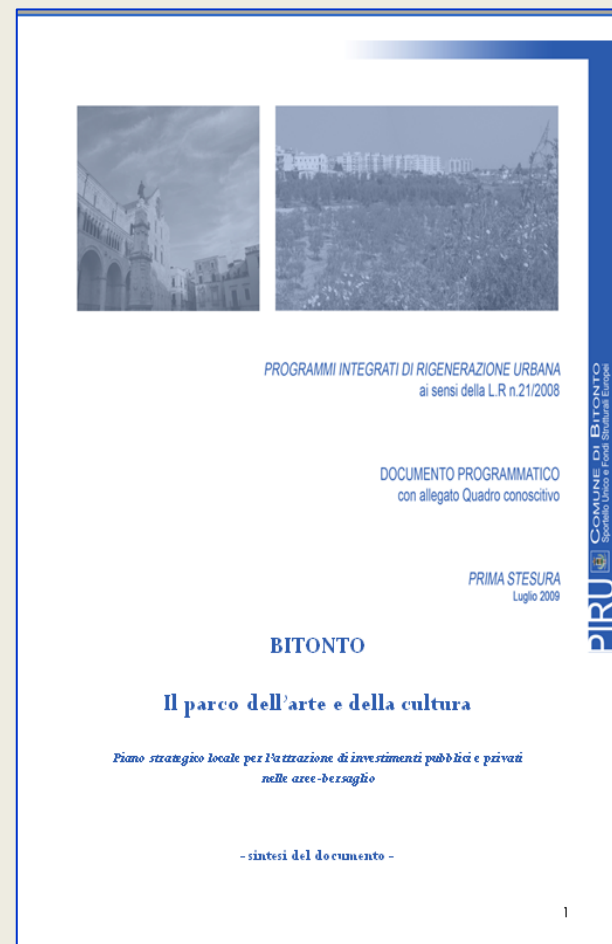 PROGRAMMI INTEGRATI DI RIGENERAZIONE URBANA
ai sensi della L.R n.21/2008
DOCUMENTO PROGRAMMATICO
con allegato Quadro conoscitivo
PRIMA STESURA
Luglio 2009
PIRU COMUNE DI BITONTO
Sportello Unico e Fondi Strutturali Europei
BITONTO
Il parco dell'arte e della cultura
Piano strategico locale per l'attrazione di investimenti pubblici e privati
nelle aree-bersaglio
- sintesi del documento -
1